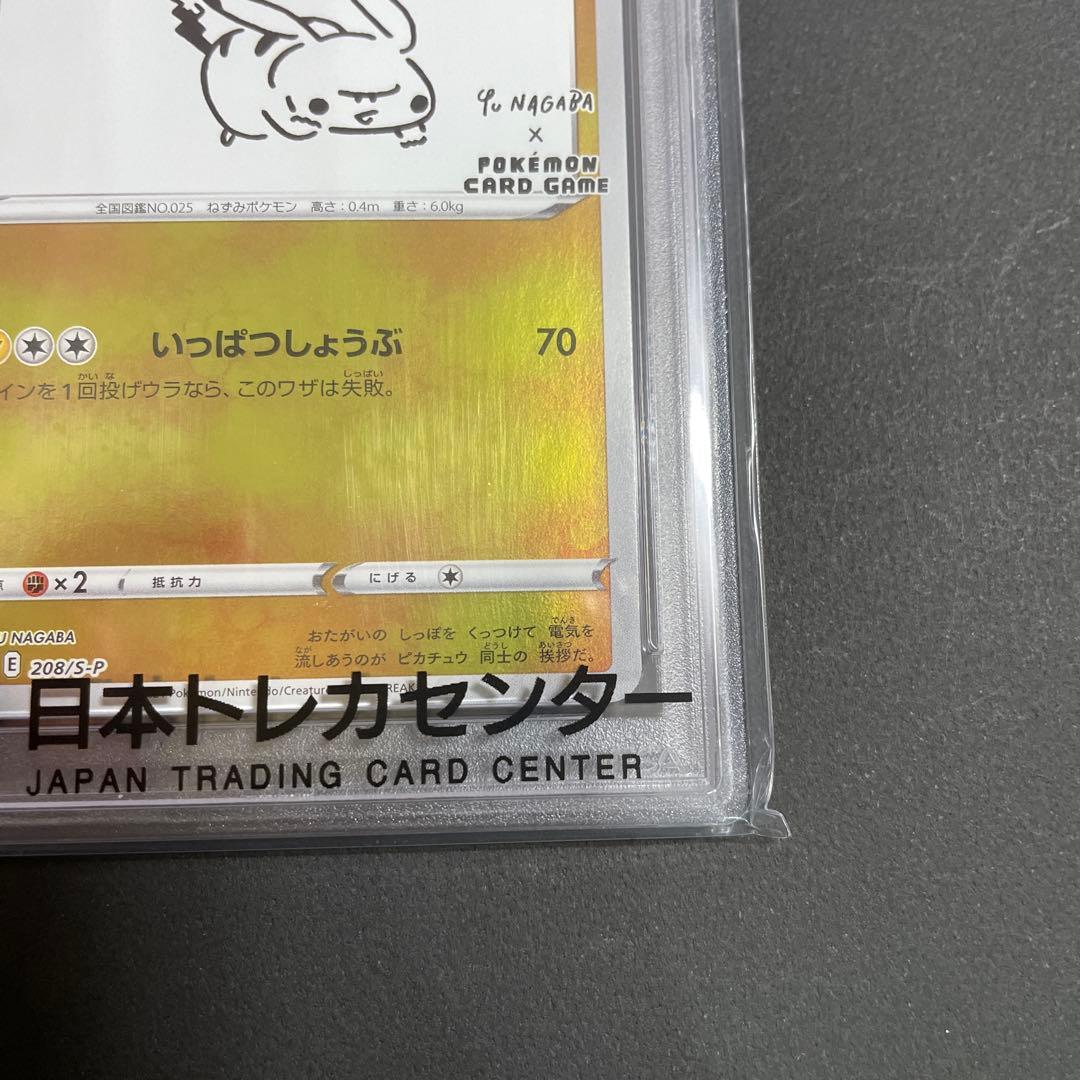 Yu NAGABA
×
POKÉMON
CARD GAME
全国図鑑NO.025 ねずみポケモン 高さ:0.4m 重さ:6.0kg
いっぱつしょうぶ 70
インを1回投げウラなら、このワザは失敗。
×2 抵抗力 にげる
U NAGABA
おたがいの しっぽを くっつけて 電気を
流しあうのが ピカチュウ 同士の 挨拶だ。
E 208/S-P
Pokémon/Nintendo/Creatur
日本トレカセンター
JAPAN TRADING CARD CENTER